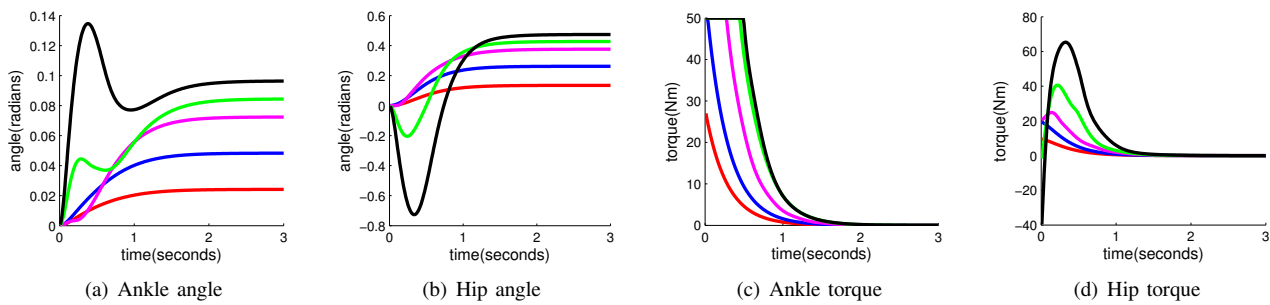 0.14
0.12
0.1
0.08
0.06
0.04
0.02
0
0 1 2 3
angle(radians)
time(seconds)
(a) Ankle angle
0.6
0.4
0.2
0
−0.2
−0.4
−0.6
−0.8
0 1 2 3
angle(radians)
time(seconds)
(b) Hip angle
50
40
30
20
10
0
0 1 2 3
torque(Nm)
time(seconds)
(c) Ankle torque
80
60
40
20
0
−20
−40
0 1 2 3
torque(Nm)
time(seconds)
(d) Hip torque